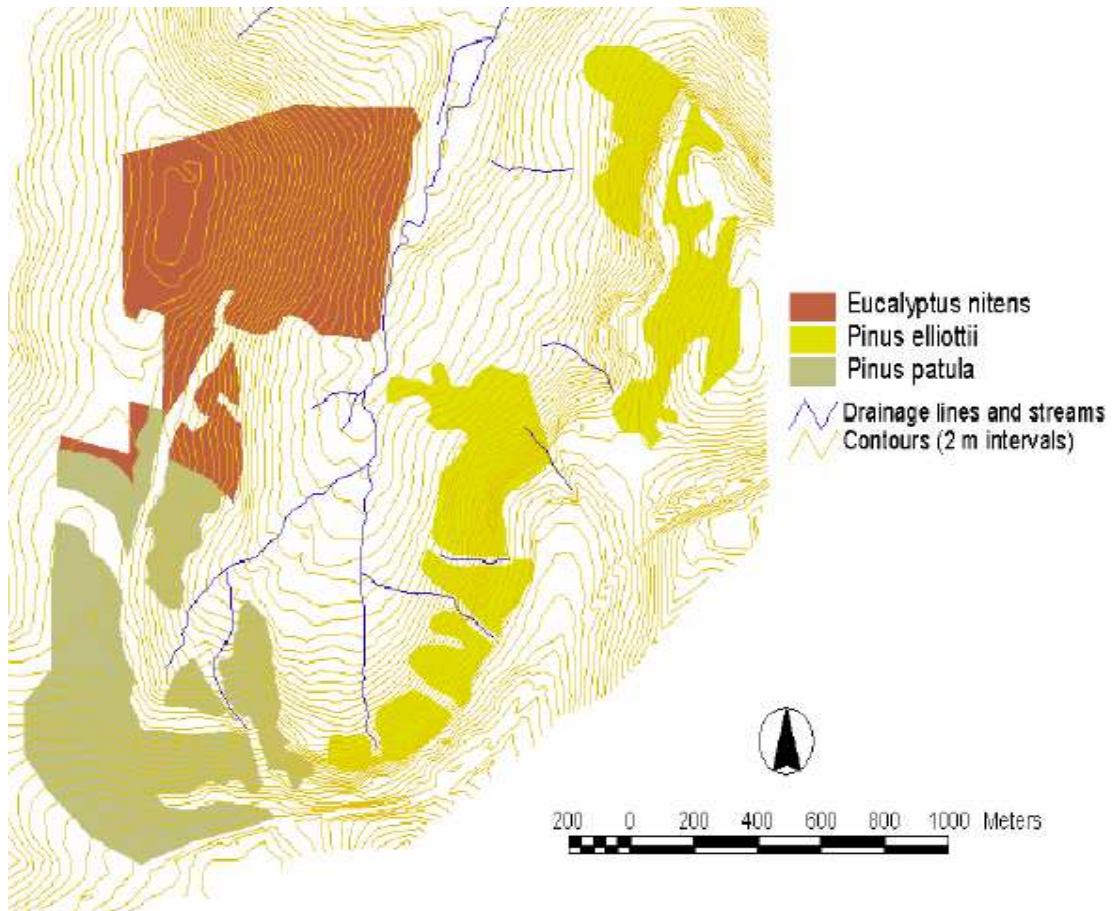 Eucalyptus nitens
Pinus elliottii
Pinus patula
Drainage lines and streams
Contours (2 m intervals)
200 0 200 400 600 800 1000 Meters